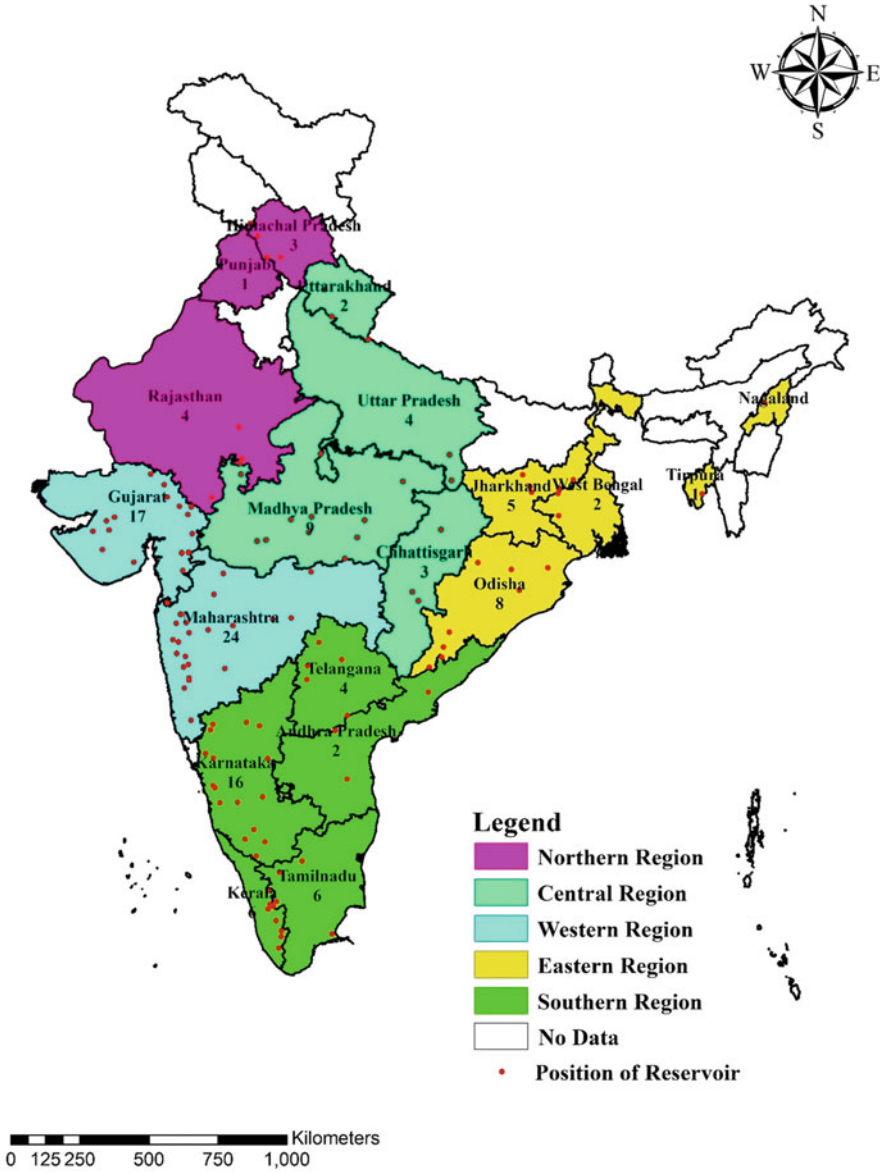 N
W E
S
Himachal Pradesh
3
Punjab
1
Uttarakhand
2
Rajasthan
4
Uttar Pradesh
4
Nagaland
Tirpura
1
Gujarat
17
Madhya Pradesh
9
Jharkhand
5
West Bengal
2
Chhattisgarh
3
Odisha
8
Maharashtra
24
Telangana
4
Andhra Pradesh
2
Karnataka
16
Tamilnadu
6
Kerala
6
Legend
Northern Region
Central Region
Western Region
Eastern Region
Southern Region
No Data
Position of Reservoir
Kilometers
0 125 250 500 750 1,000